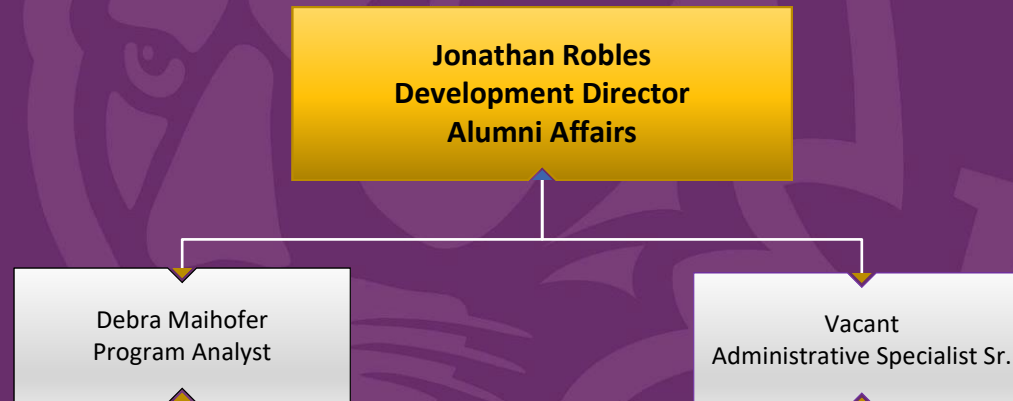 Jonathan Robles
Development Director
Alumni Affairs
Debra Maihofer
Program Analyst
Vacant
Administrative Specialist Sr.